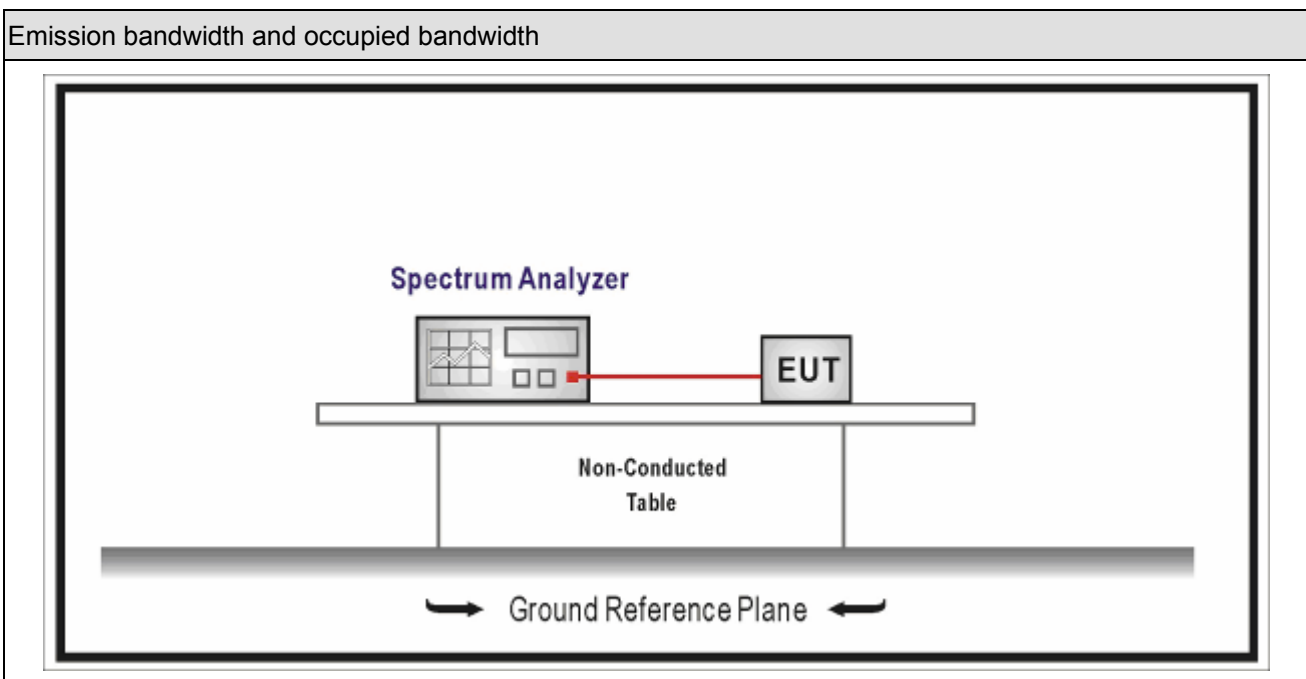 Emission bandwidth and occupied bandwidth
Spectrum Analyzer
EUT
Non-Conducted
Table
Ground Reference Plane